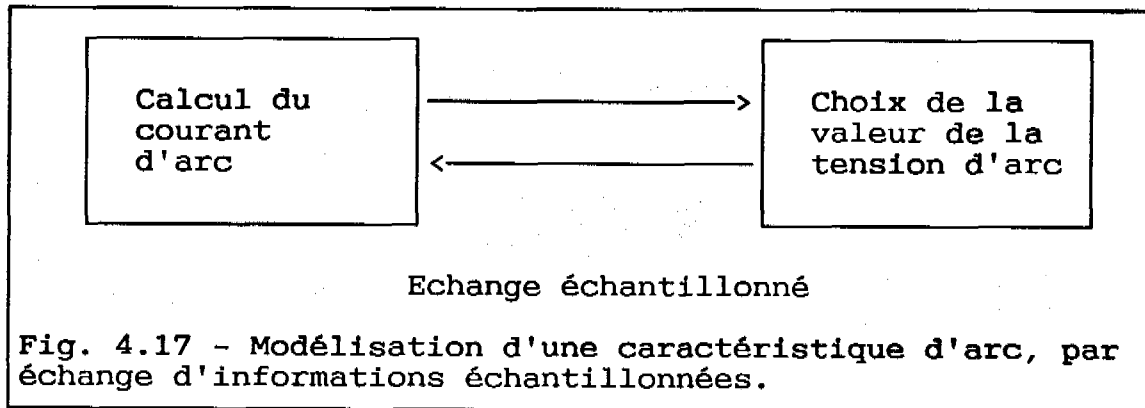 Calcul du
courant
d'arc
Choix de la
valeur de la
tension d'arc
Echange échantillonné
Fig. 4.17 - Modélisation d'une caractéristique d'arc, par
échange d'informations échantillonnées.